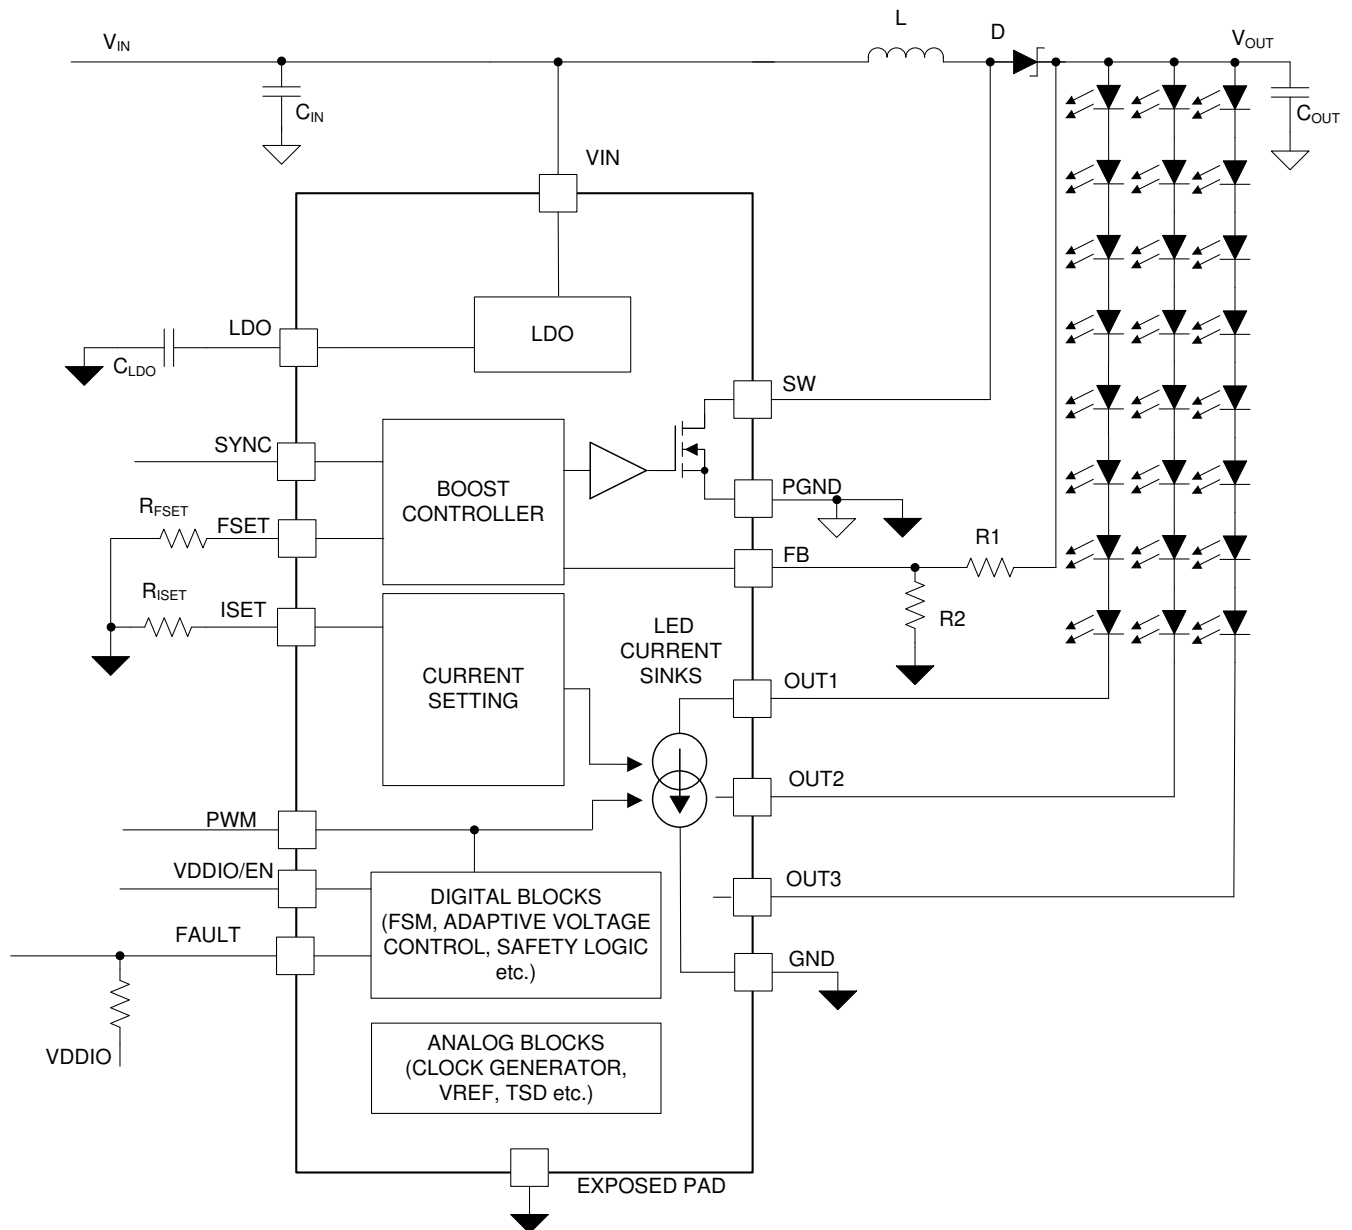 L
D
VIN
VOUT
CIN
COUT
VIN
LDO
LDO
CLDO
SW
SYNC
BOOST
CONTROLLER
PGND
RFSET
FSET
FB
R1
RISET
ISET
R2
LED
CURRENT
SINKS
CURRENT
SETTING
OUT1
OUT2
PWM
VDDIO/EN
OUT3
DIGITAL BLOCKS
(FSM, ADAPTIVE VOLTAGE
CONTROL, SAFETY LOGIC
etc.)
FAULT
GND
VDDIO
ANALOG BLOCKS
(CLOCK GENERATOR,
VREF, TSD etc.)
EXPOSED PAD